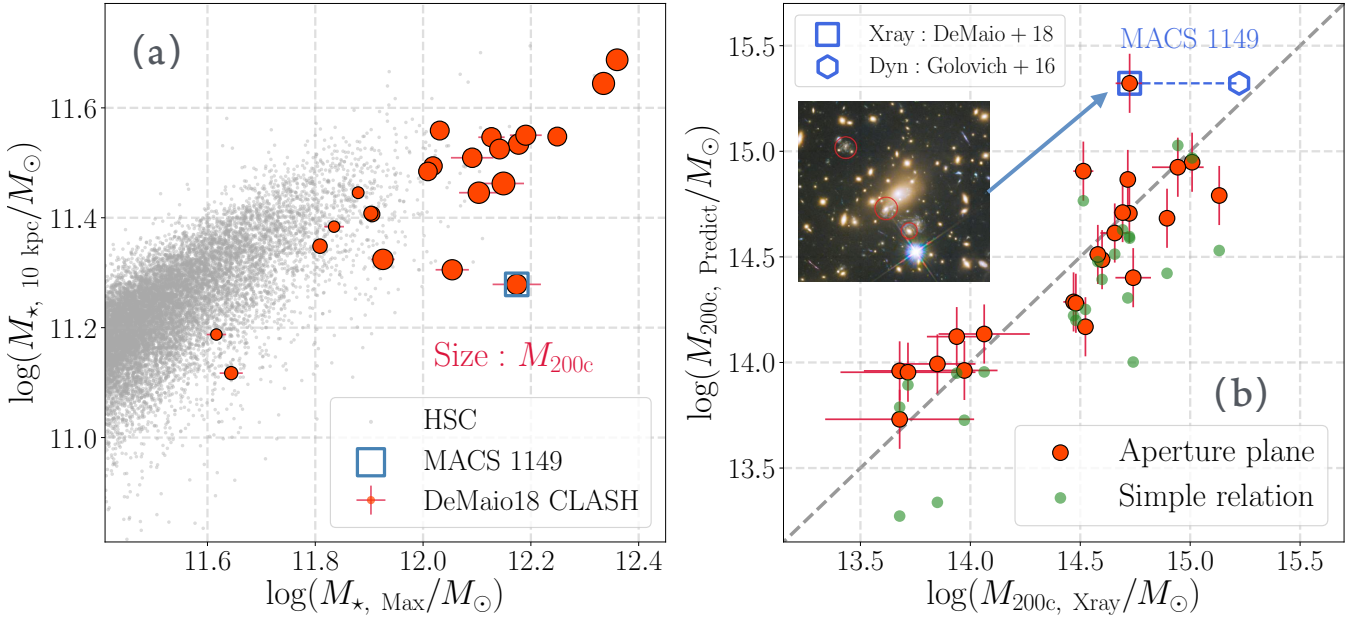 (a)
11.6
11.4
11.2
11.0
log(M⋆, 10 kpc/M⊙)
Size : M200c
HSC
MACS 1149
DeMaio18 CLASH
11.6
11.8
12.0
12.2
12.4
log(M⋆, Max/M⊙)
Xray : DeMaio + 18
Dyn : Golovich + 16
MACS 1149
15.5
15.0
14.5
14.0
13.5
log(M200c, Predict/M⊙)
(b)
Aperture plane
Simple relation
13.5
14.0
14.5
15.0
15.5
log(M200c, Xray/M⊙)